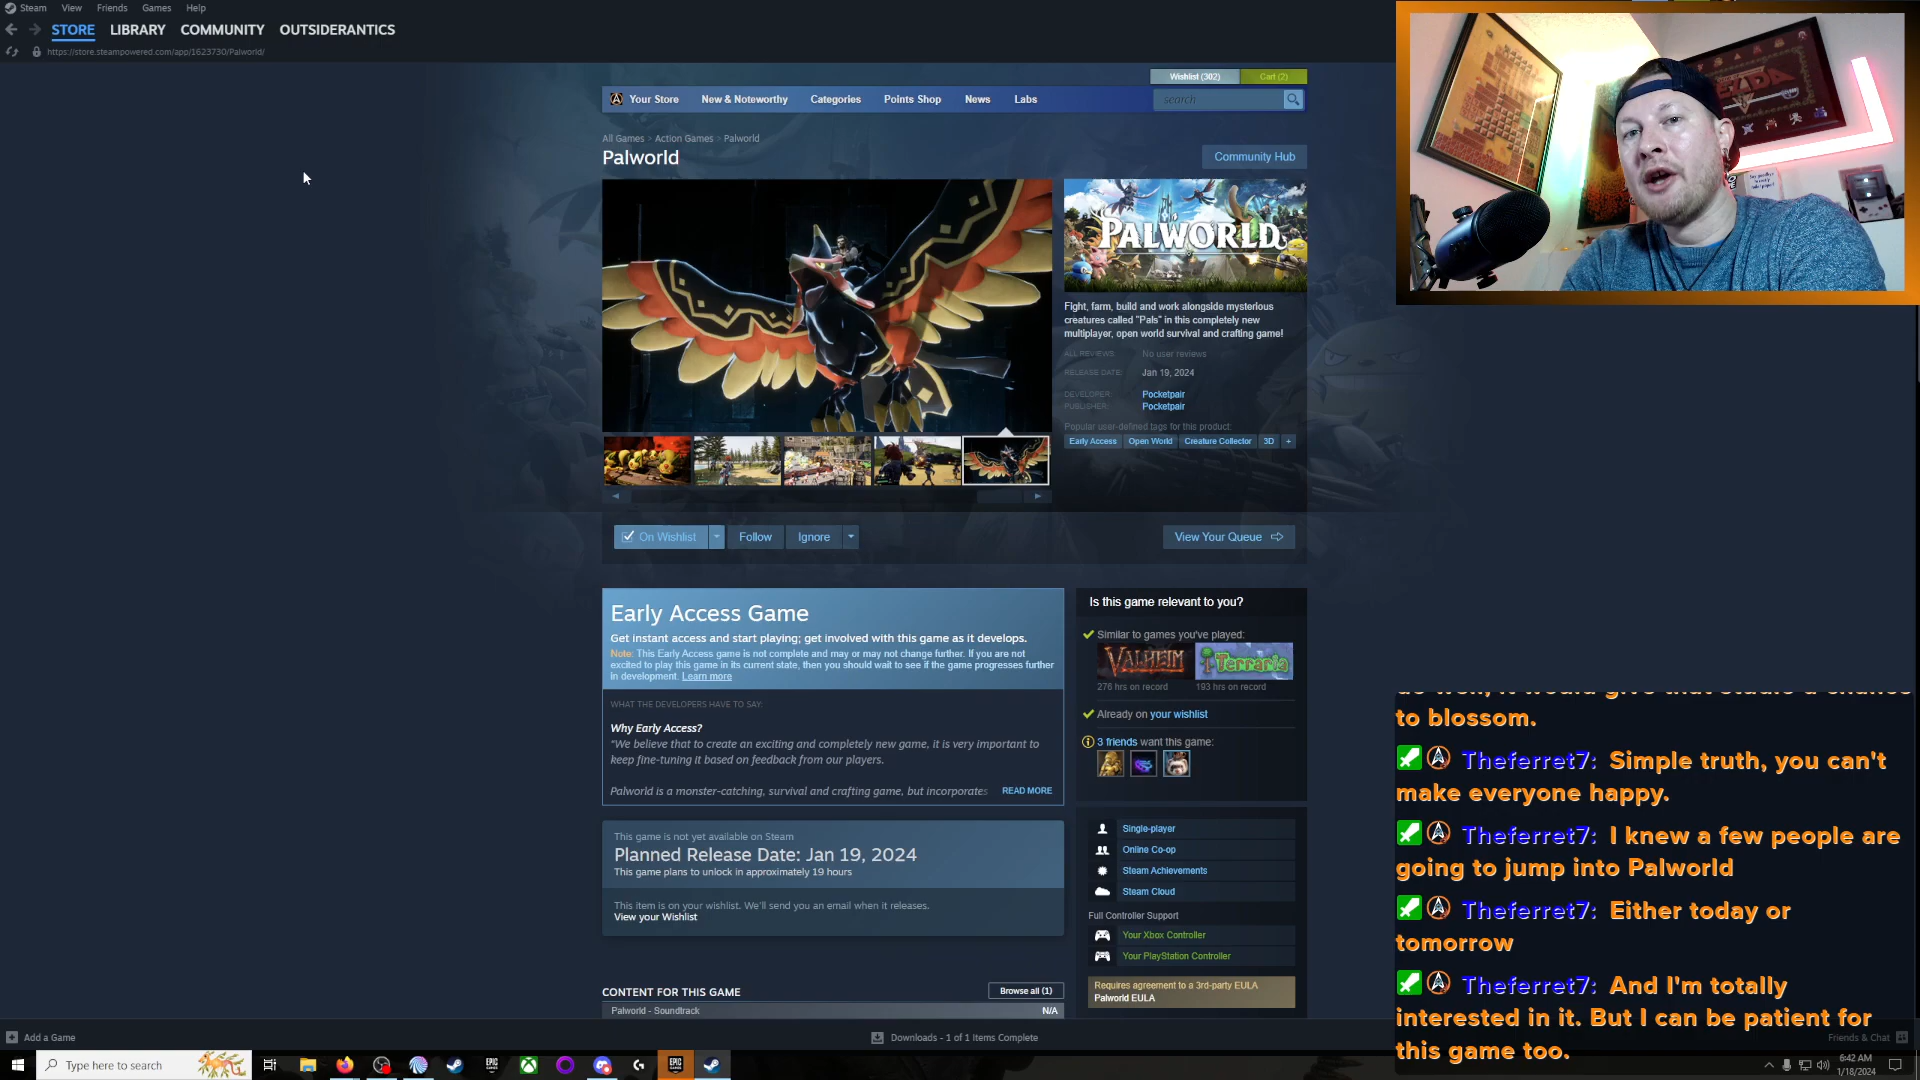 Steam View Friends Games Help
STORE LIBRARY COMMUNITY OUTSIDERANTICS
https://store.steampowered.com/app/1623730/Palworld/
Wishlist (302) Cart (2)
Your Store New & Noteworthy Categories Points Shop News Labs search
All Games > Action Games > Palworld
Palworld
Community Hub
PALWORLD
Fight, farm, build and work alongside mysterious
creatures called "Pals" in this completely new
multiplayer, open world survival and crafting game!
ALL REVIEWS: No user reviews
RELEASE DATE: Jan 19, 2024
DEVELOPER: Pocketpair
PUBLISHER: Pocketpair
Popular user-defined tags for this product:
Early Access Open World Creature Collector 3D +
On Wishlist Follow Ignore View Your Queue
Early Access Game
Get instant access and start playing; get involved with this game as it develops.
Note: This Early Access game is not complete and may or may not change further. If you are not
excited to play this game in its current state, then you should wait to see if the game progresses further
in development. Learn more
WHAT THE DEVELOPERS HAVE TO SAY:
Why Early Access?
"We believe that to create an exciting and completely new game, it is very important to
keep fine-tuning it based on feedback from our players.
Palworld is a monster-catching, survival and crafting game, but incorporates READ MORE
This game is not yet available on Steam
Planned Release Date: Jan 19, 2024
This game plans to unlock in approximately 19 hours
This item is on your wishlist. We'll send you an email when it releases.
View your Wishlist
CONTENT FOR THIS GAME Browse all (1)
Palworld - Soundtrack N/A
Is this game relevant to you?
Similar to games you've played:
VALHEIM Terraria
276 hrs on record 193 hrs on record
Already on your wishlist
3 friends want this game:
Single-player
Online Co-op
Steam Achievements
Steam Cloud
Full Controller Support
Your Xbox Controller
Your PlayStation Controller
Requires agreement to a 3rd-party EULA
Palworld EULA
to blossom.
Theferret7: Simple truth, you can't
make everyone happy.
Theferret7: I knew a few people are
going to jump into Palworld
Theferret7: Either today or
tomorrow
Theferret7: And I'm totally
interested in it. But I can be patient for
this game too.
Add a Game Downloads - 1 of 1 Items Complete Friends & Chat
Type here to search
6:42 AM
1/18/2024